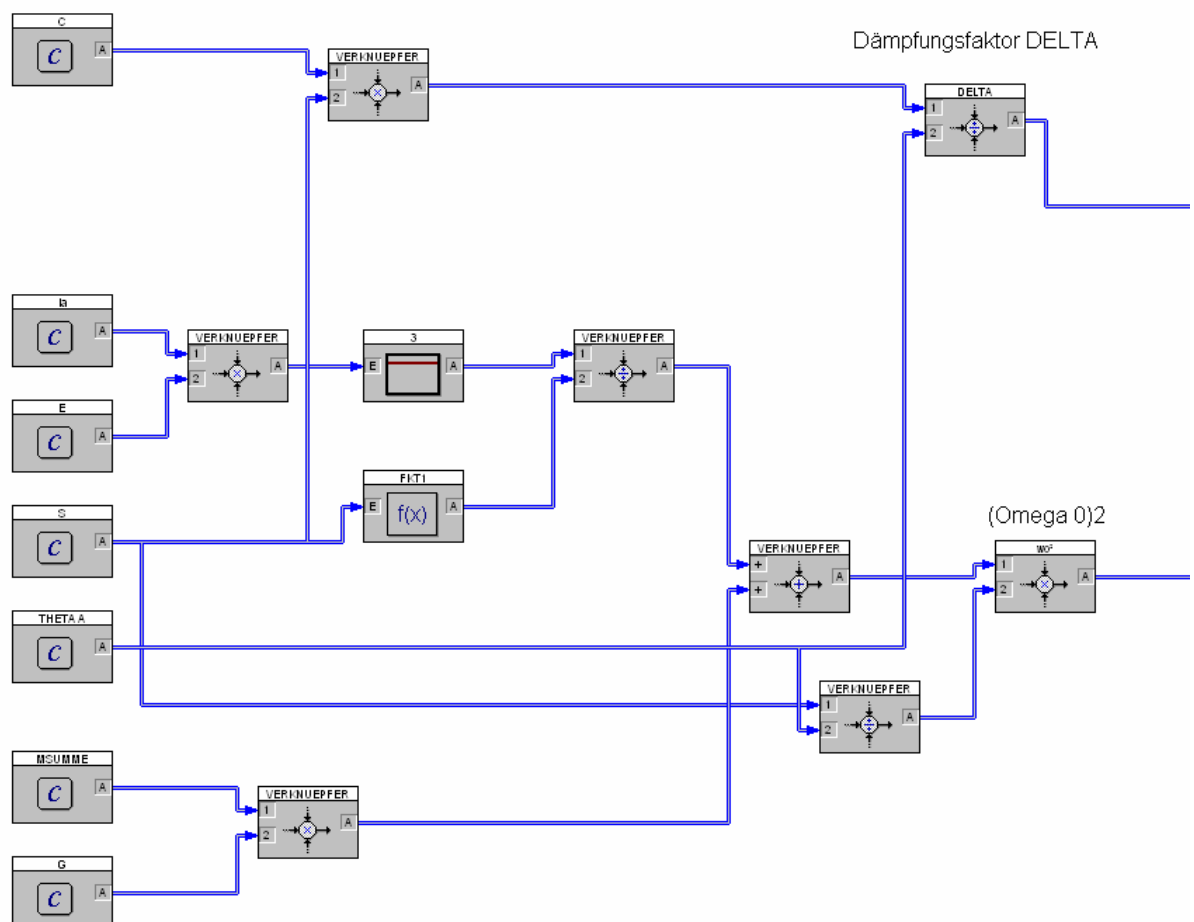 C
C
A
VERKNUEPFER
1
2
×
A
Dämpfungsfaktor DELTA
DELTA
1
2
÷
A
Ia
C
A
E
C
A
VERKNUEPFER
1
2
×
A
3
E
A
VERKNUEPFER
1
2
÷
A
S
C
A
FKT1
E
f(x)
A
THETA A
C
A
VERKNUEPFER
+
+
+
A
(Omega 0)2
wo²
1
2
×
A
VERKNUEPFER
1
2
÷
A
MSUMME
C
A
G
C
A
VERKNUEPFER
1
2
×
A